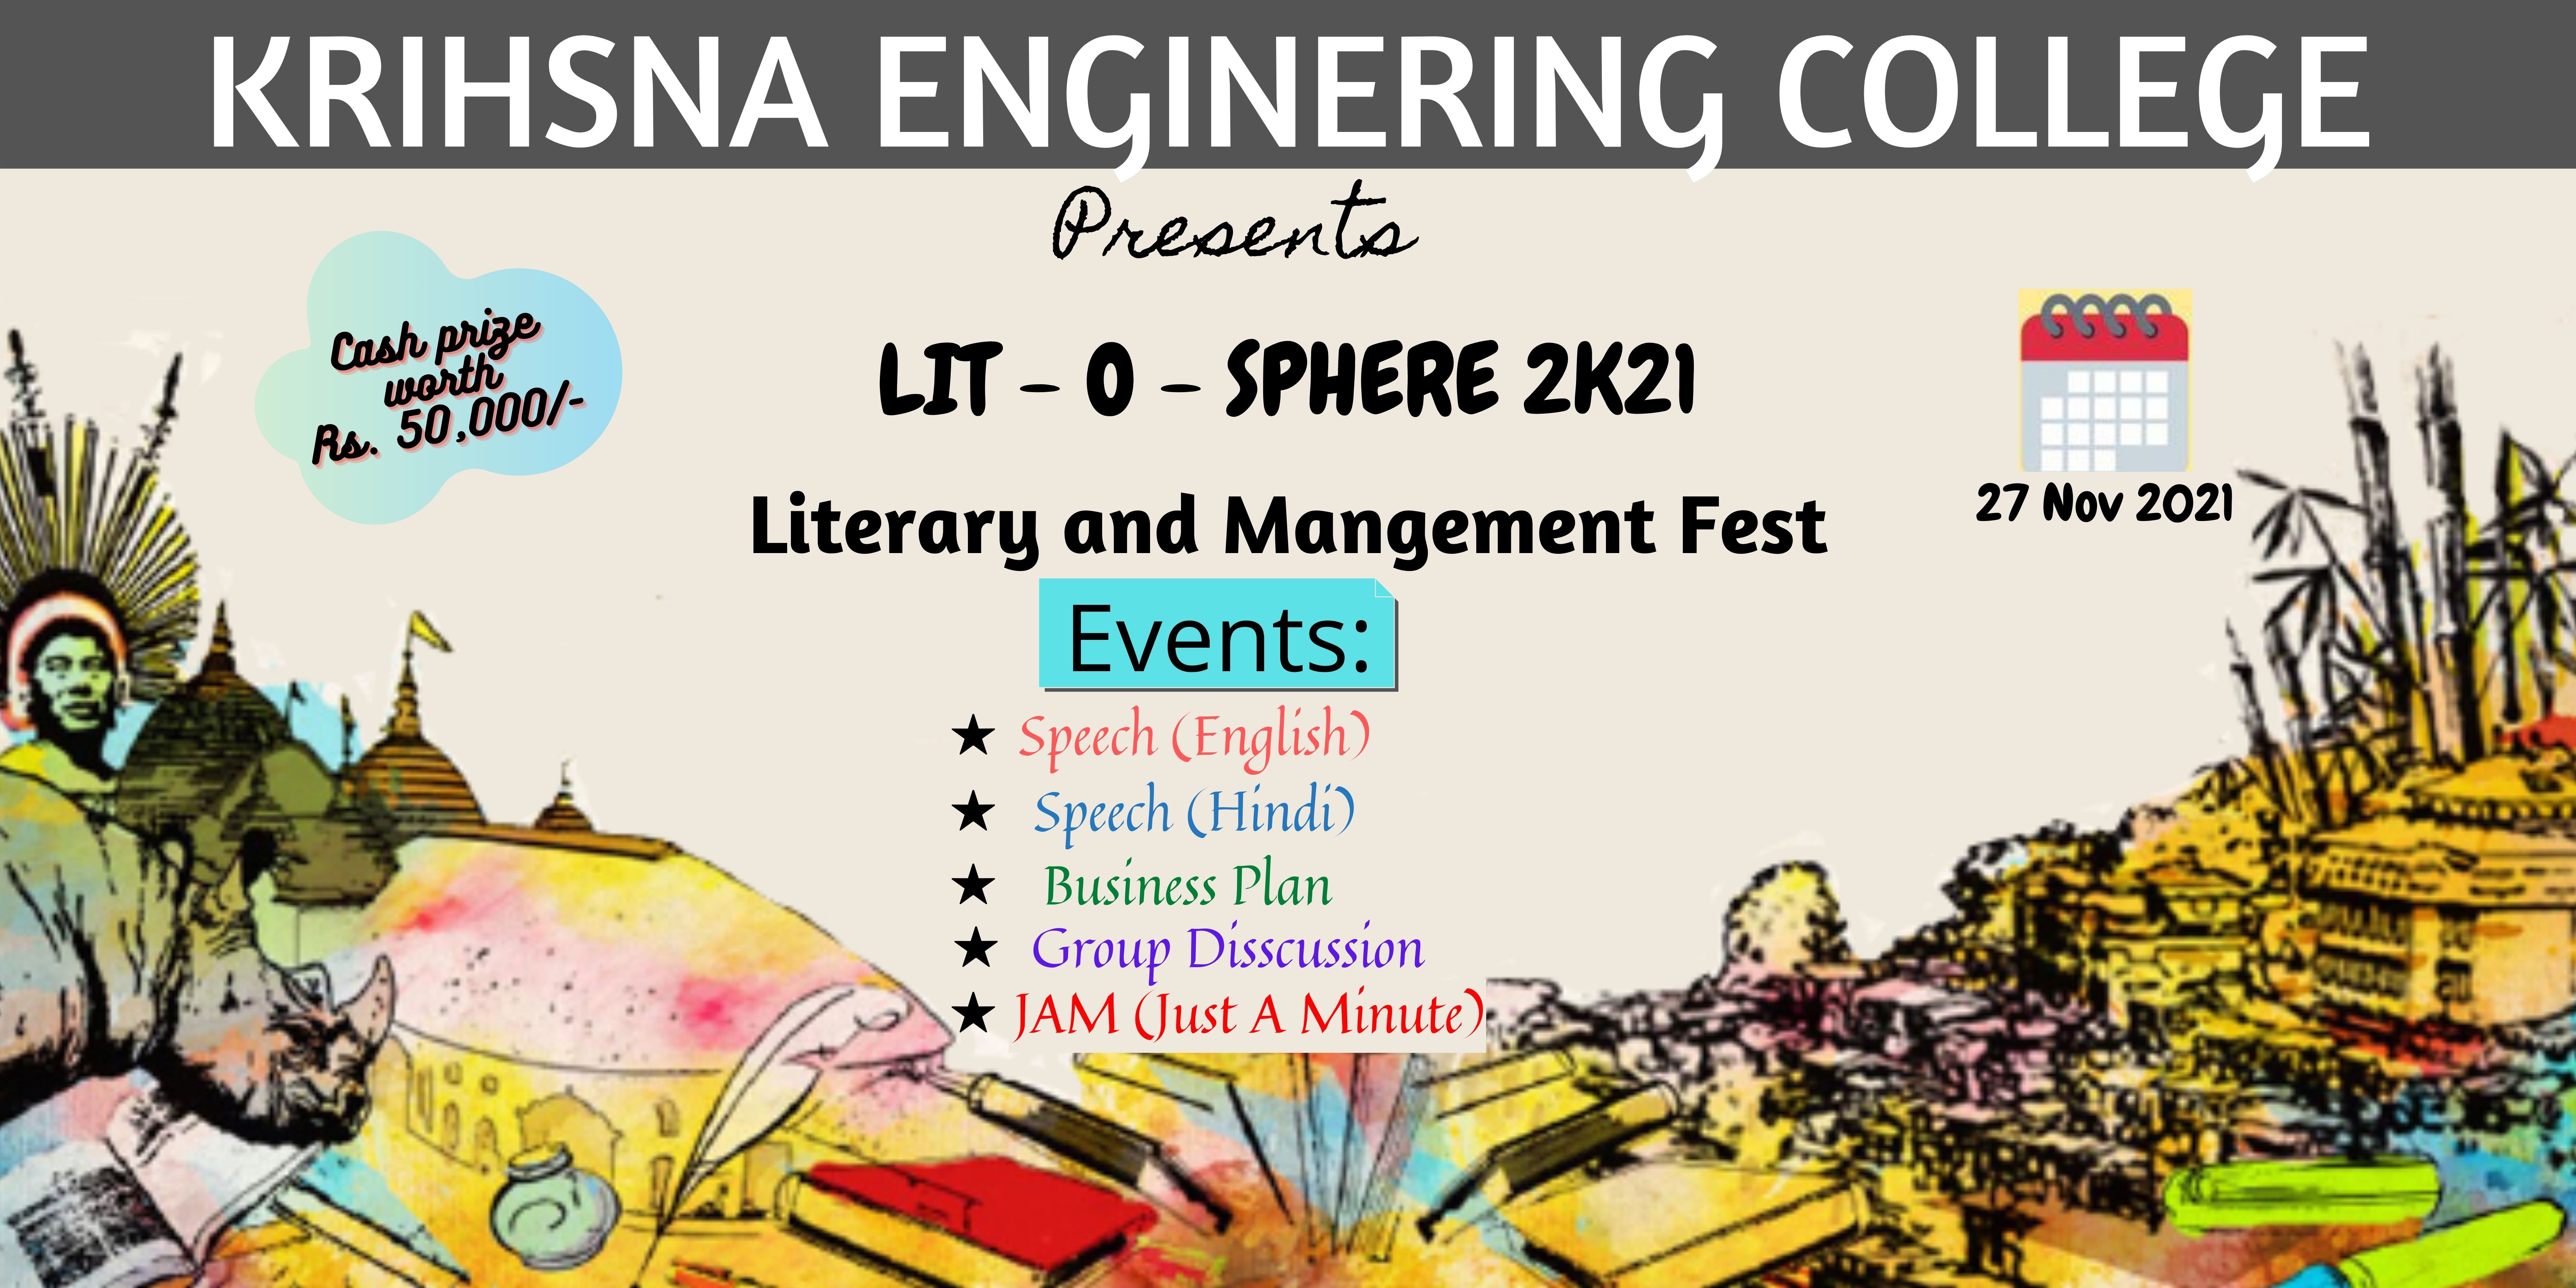 KRIHSNA ENGINERING COLLEGE
Presents
Cash prize
worth
Rs. 50,000/-
LIT - O - SPHERE 2K21
27 Nov 2021
Literary and Mangement Fest
Events:
★ Speech (English)
★ Speech (Hindi)
★ Business Plan
★ Group Disscussion
★ JAM (Just A Minute)